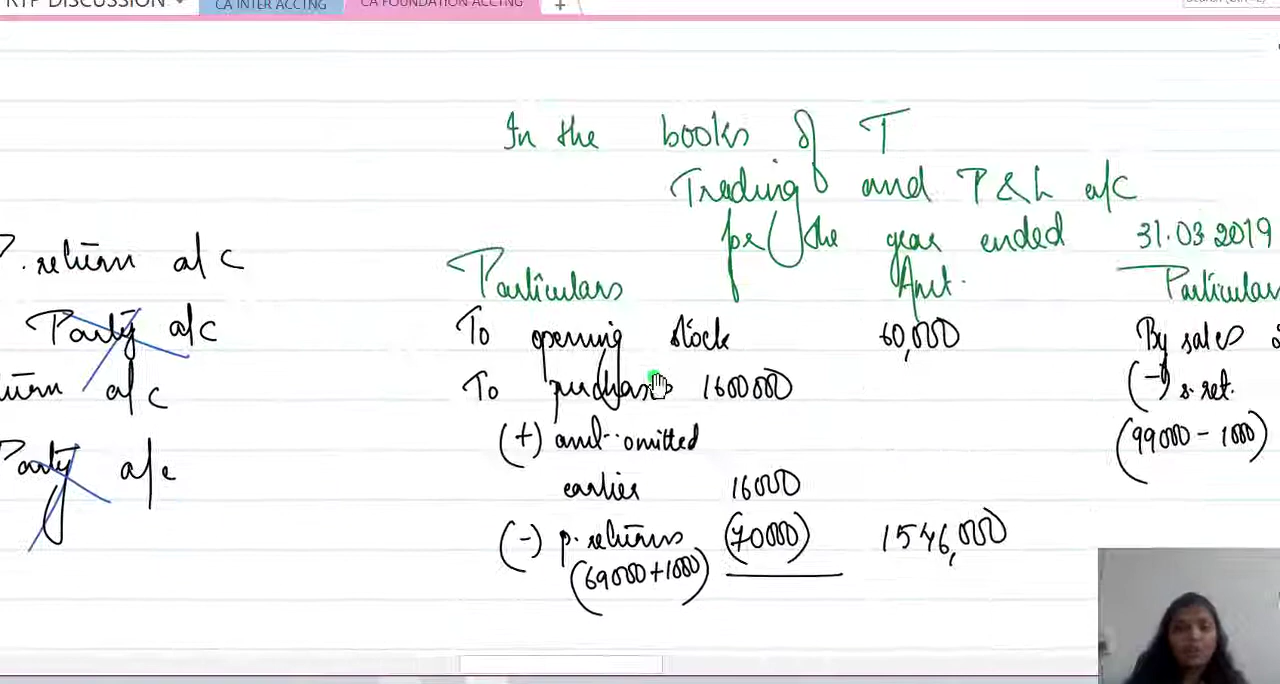 RTP DISCUSSION CA INTER ACCTNG CA FOUNDATION ACCTNG +
In the books of T
Trading and P & L a/c
for the year ended 31.03 2019
P. return a/c
Particulars Amt. Particulars
Party a/c
To opening stock 60,000 By sales
To purchases 1600000 (-) s. ret.
a/c
(+) amt. omitted (99000 - 1000)
Party a/c
earlier 16000
(-) p. returns (70000) 1546,000
(69000+1000)